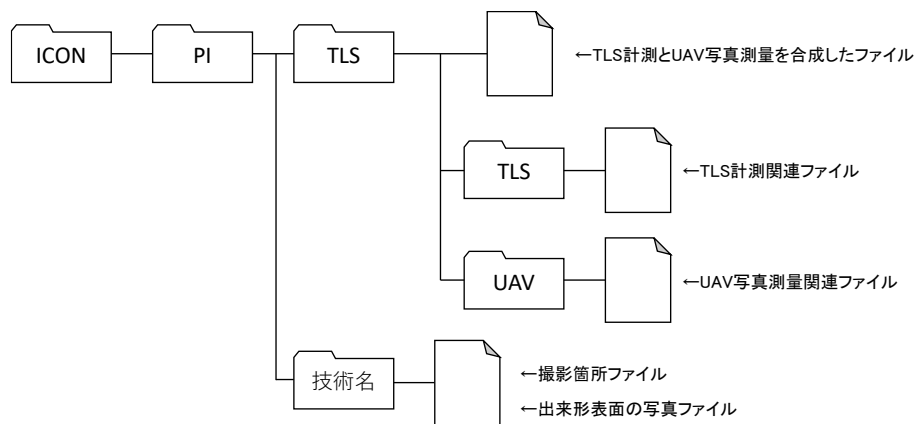 ICON
PI
TLS
←TLS計測とUAV写真測量を合成したファイル
TLS
←TLS計測関連ファイル
UAV
←UAV写真測量関連ファイル
技術名
←撮影箇所ファイル
←出来形表面の写真ファイル